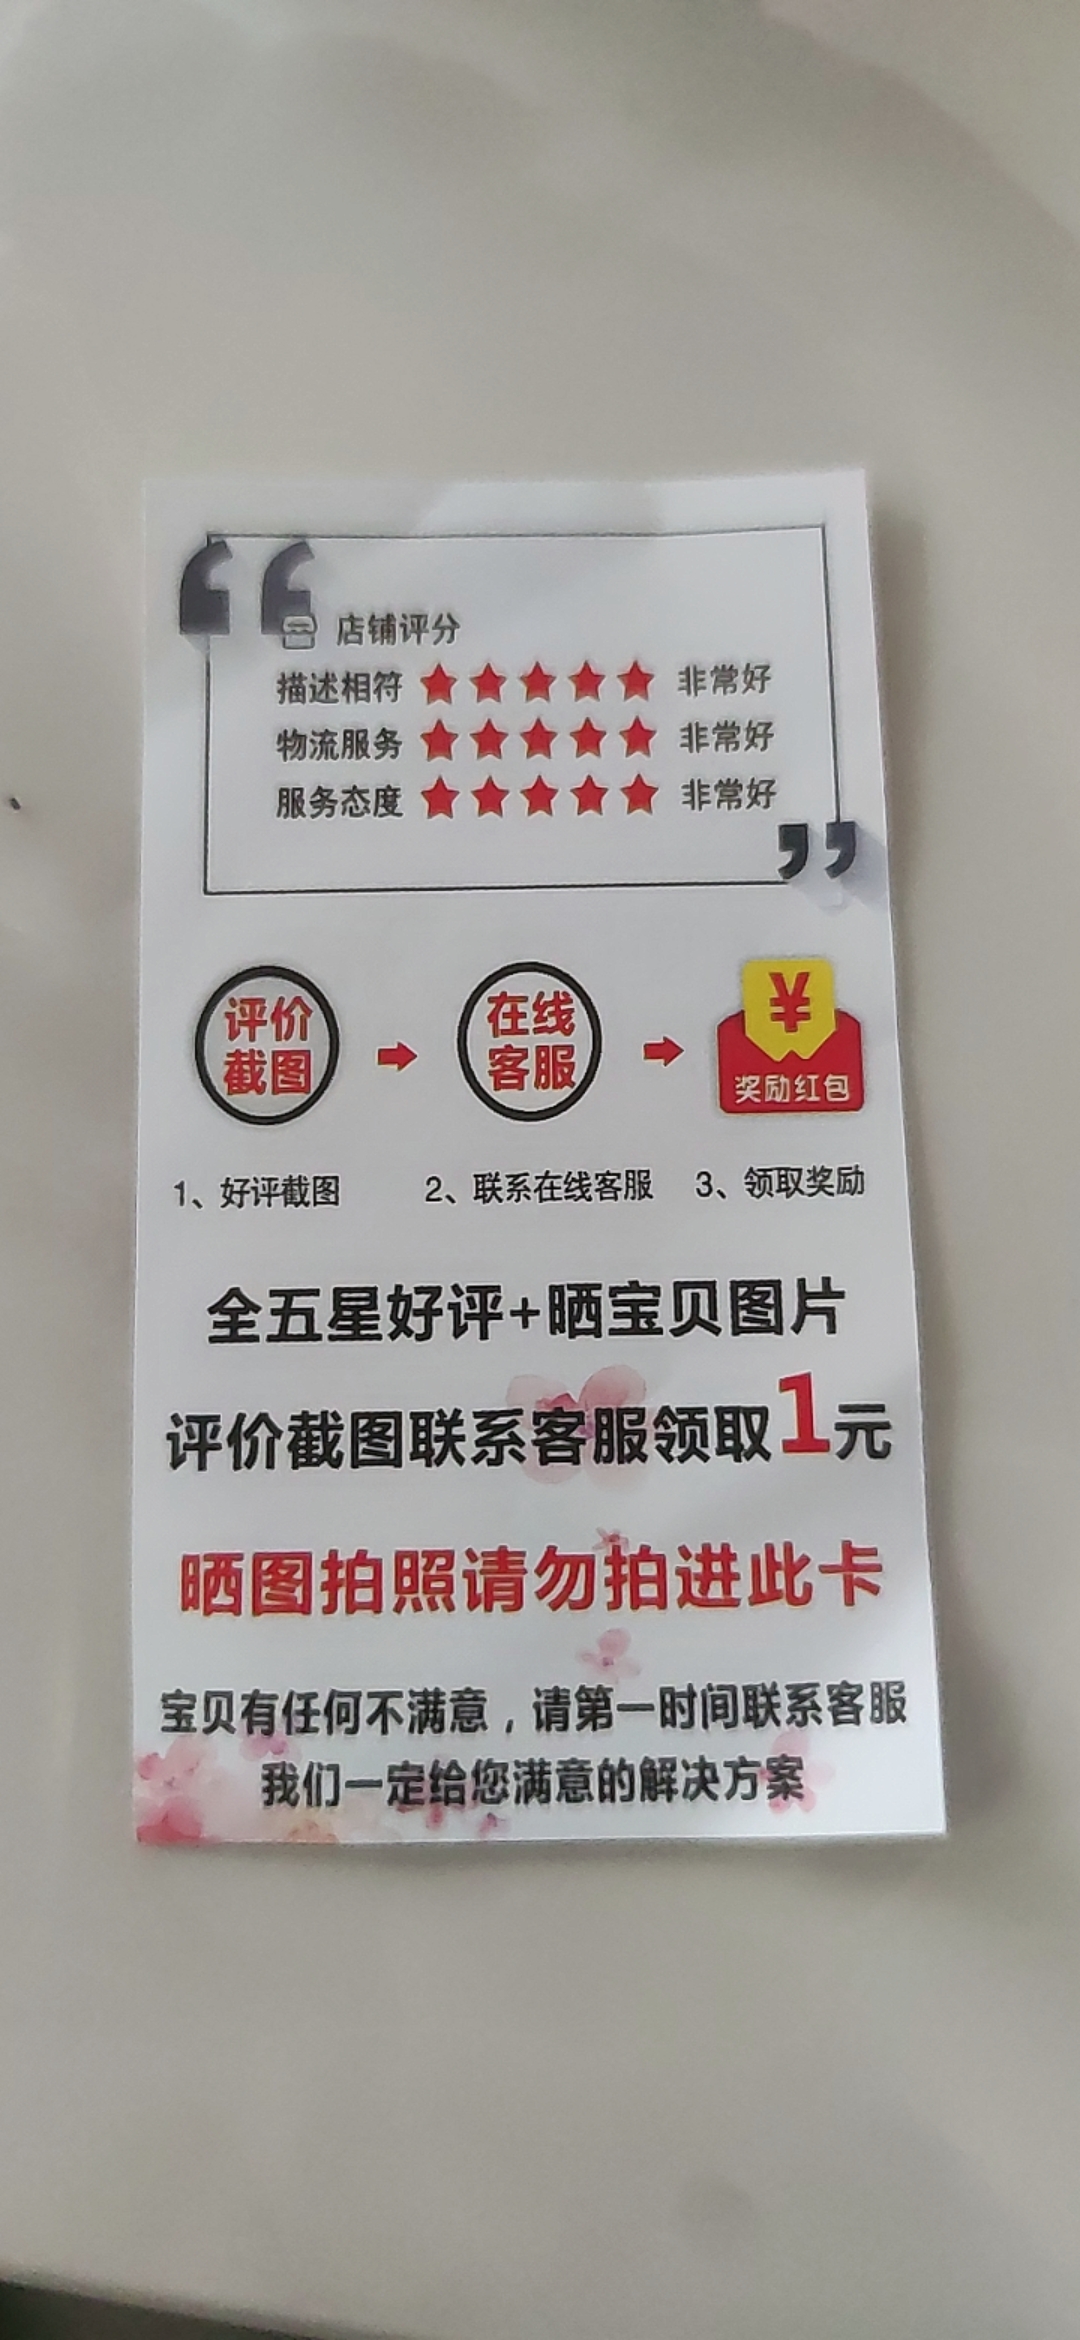 店铺评分
描述相符 ★★★★★ 非常好
物流服务 ★★★★★ 非常好
服务态度 ★★★★★ 非常好
评价
截图
在线
客服
¥
奖励红包
1、好评截图 2、联系在线客服 3、领取奖励
全五星好评+晒宝贝图片
评价截图联系客服领取1元
晒图拍照请勿拍进此卡
宝贝有任何不满意，请第一时间联系客服
我们一定给您满意的解决方案